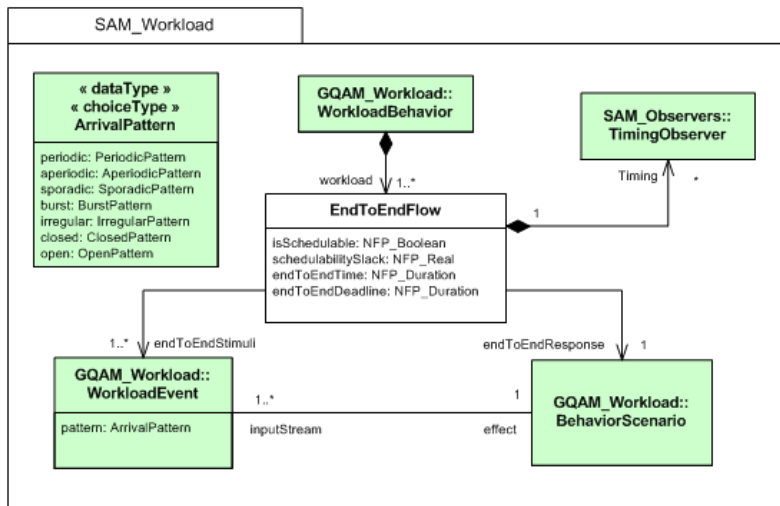 SAM_Workload
« dataType »
« choiceType »
ArrivalPattern
periodic: PeriodicPattern
aperiodic: AperiodicPattern
sporadic: SporadicPattern
burst: BurstPattern
irregular: IrregularPattern
closed: ClosedPattern
open: OpenPattern
GQAM_Workload::
WorkloadBehavior
SAM_Observers::
TimingObserver
workload
1..*
Timing
*
EndToEndFlow
1
isSchedulable: NFP_Boolean
schedulabilitySlack: NFP_Real
endToEndTime: NFP_Duration
endToEndDeadline: NFP_Duration
1..*
endToEndStimuli
endToEndResponse
1
GQAM_Workload::
WorkloadEvent
pattern: ArrivalPattern
1..*
inputStream
1
effect
GQAM_Workload::
BehaviorScenario